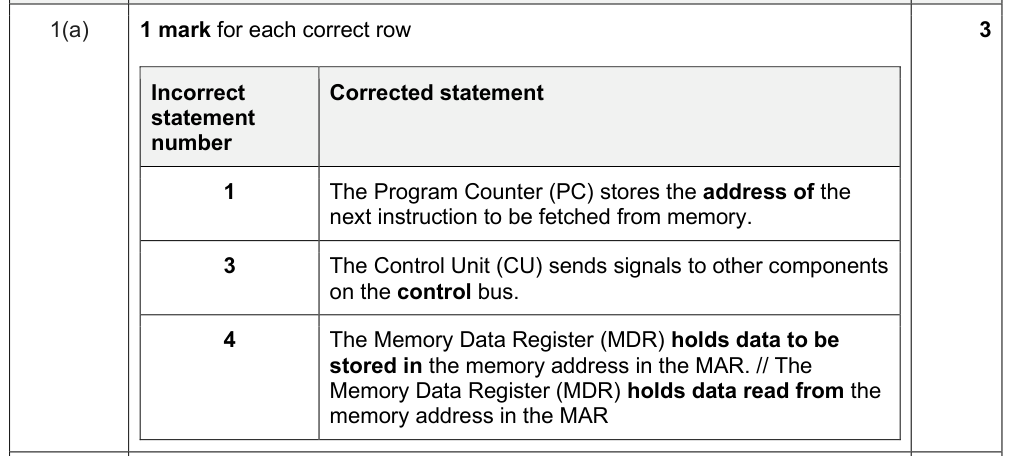 1(a)
1 mark for each correct row
3
Incorrect
statement
number
Corrected statement
1
The Program Counter (PC) stores the address of the
next instruction to be fetched from memory.
3
The Control Unit (CU) sends signals to other components
on the control bus.
4
The Memory Data Register (MDR) holds data to be
stored in the memory address in the MAR. // The
Memory Data Register (MDR) holds data read from the
memory address in the MAR